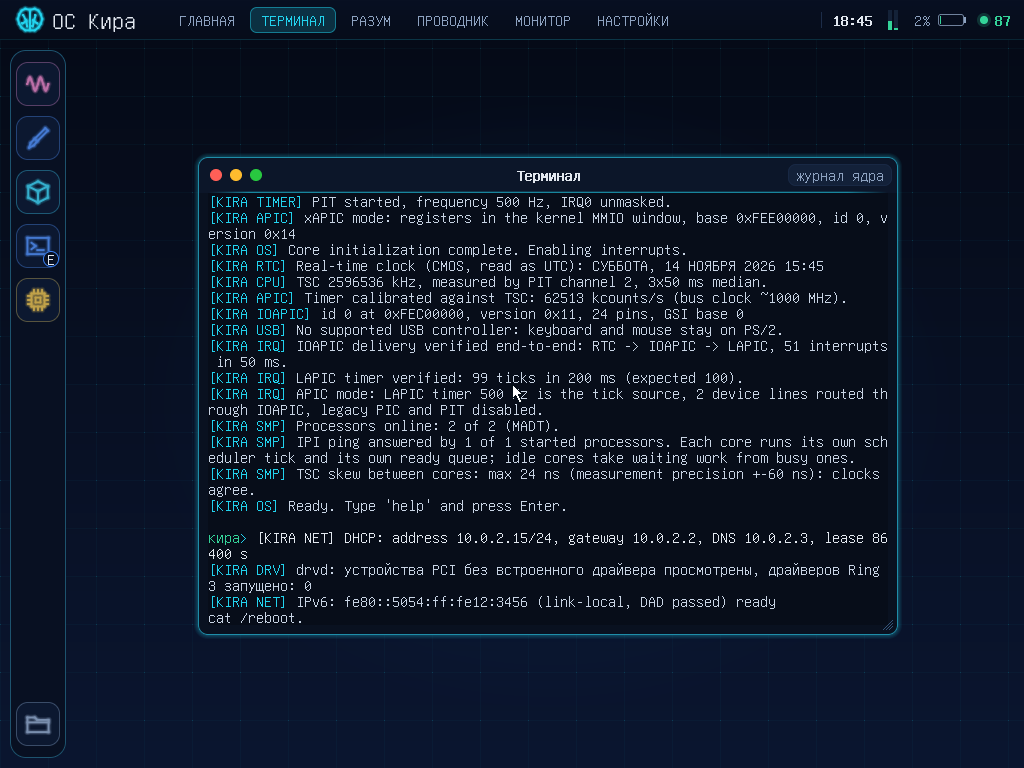 ОС Кира
ГЛАВНАЯ
ТЕРМИНАЛ
РАЗУМ
ПРОВОДНИК
МОНИТОР
НАСТРОЙКИ
18:45
2%
87
E
Терминал
журнал ядра
[KIRA TIMER] PIT started, frequency 500 Hz, IRQ0 unmasked.
[KIRA APIC] xAPIC mode: registers in the kernel MMIO window, base 0xFEE00000, id 0, v
ersion 0x14
[KIRA OS] Core initialization complete. Enabling interrupts.
[KIRA RTC] Real-time clock (CMOS, read as UTC): СУББОТА, 14 НОЯБРЯ 2026 15:45
[KIRA CPU] TSC 2596536 kHz, measured by PIT channel 2, 3x50 ms median.
[KIRA APIC] Timer calibrated against TSC: 62513 kcounts/s (bus clock ~1000 MHz).
[KIRA IOAPIC] id 0 at 0xFEC00000, version 0x11, 24 pins, GSI base 0
[KIRA USB] No supported USB controller: keyboard and mouse stay on PS/2.
[KIRA IRQ] IOAPIC delivery verified end-to-end: RTC -> IOAPIC -> LAPIC, 51 interrupts
in 50 ms.
[KIRA IRQ] LAPIC timer verified: 99 ticks in 200 ms (expected 100).
[KIRA IRQ] APIC mode: LAPIC timer 500 Hz is the tick source, 2 device lines routed th
rough IOAPIC, legacy PIC and PIT disabled.
[KIRA SMP] Processors online: 2 of 2 (MADT).
[KIRA SMP] IPI ping answered by 1 of 1 started processors. Each core runs its own sch
eduler tick and its own ready queue; idle cores take waiting work from busy ones.
[KIRA SMP] TSC skew between cores: max 24 ns (measurement precision +-60 ns): clocks
agree.
[KIRA OS] Ready. Type 'help' and press Enter.
кира> [KIRA NET] DHCP: address 10.0.2.15/24, gateway 10.0.2.2, DNS 10.0.2.3, lease 86
400 s
[KIRA DRV] drvd: устройства PCI без встроенного драйвера просмотрены, драйверов Ring
3 запущено: 0
[KIRA NET] IPv6: fe80::5054:ff:fe12:3456 (link-local, DAD passed) ready
cat /reboot.